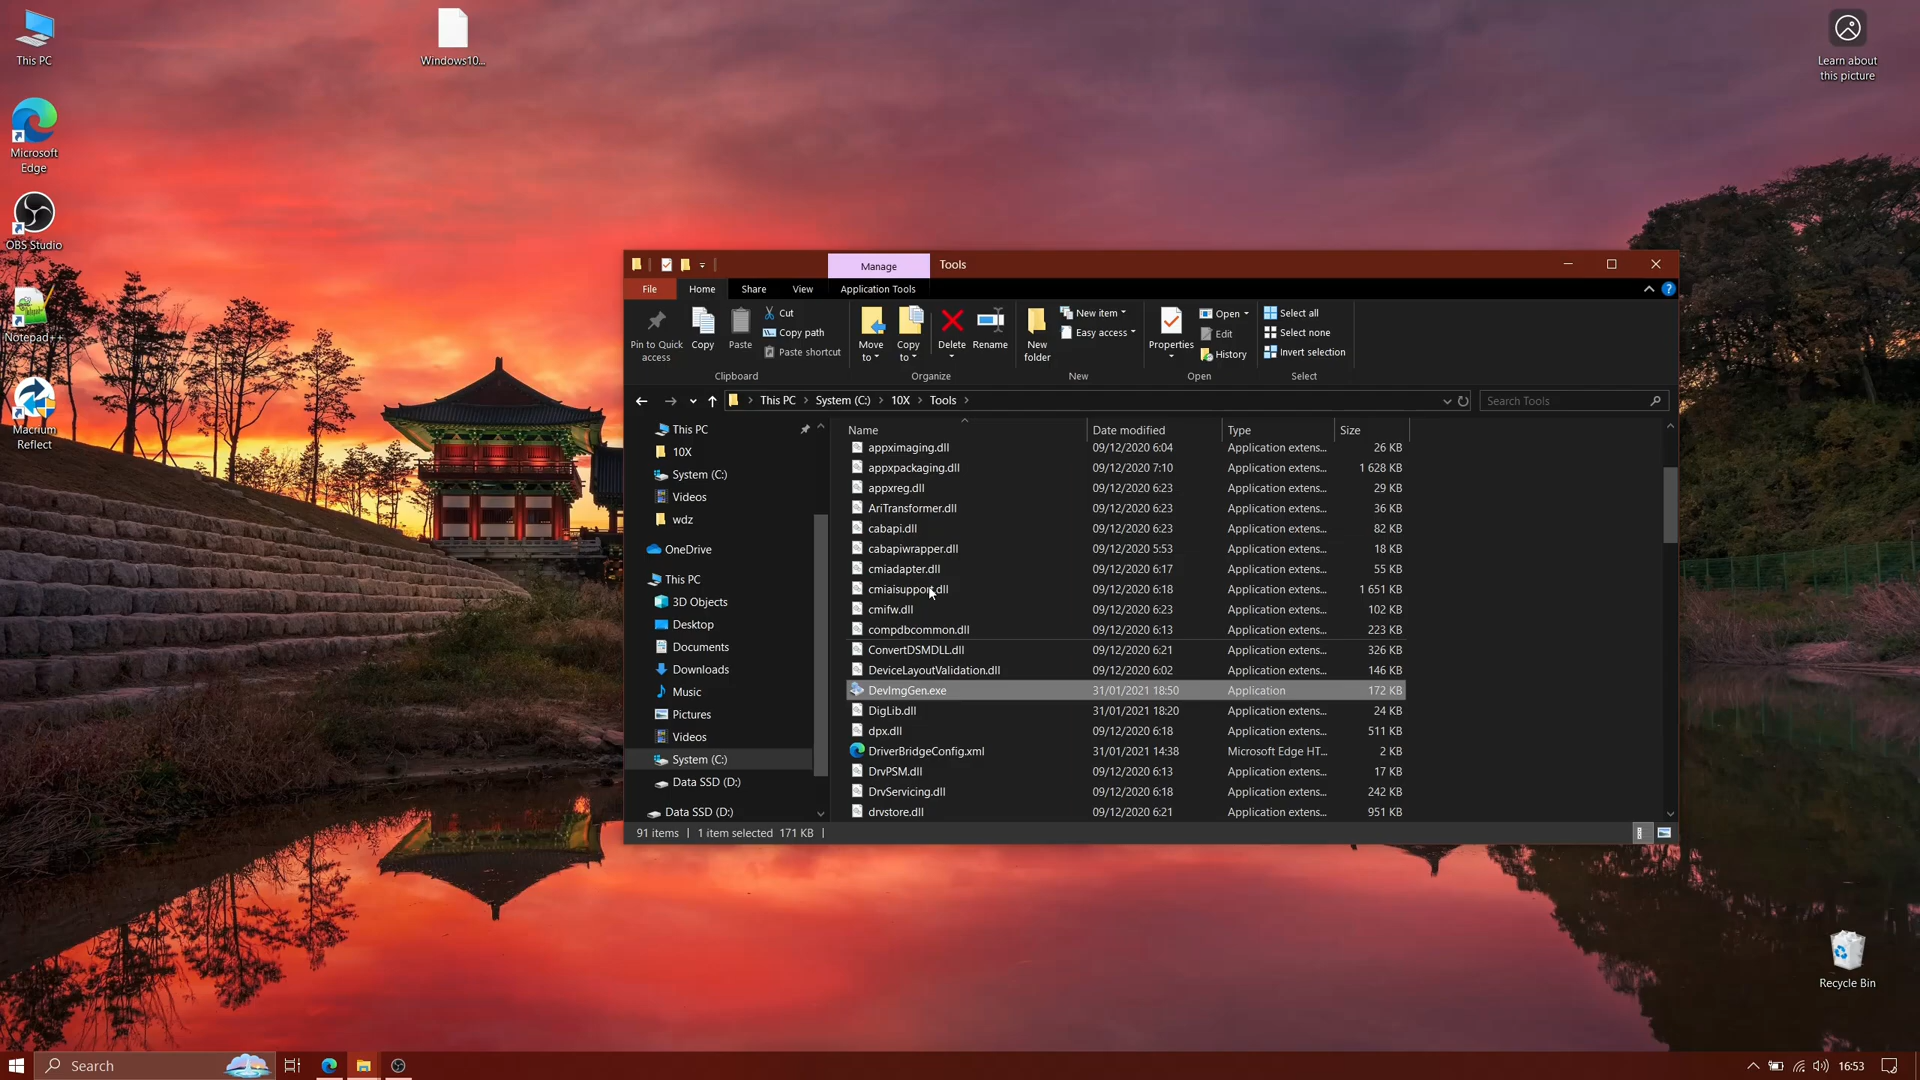 This PC
Windows10...
Learn about
this picture
Microsoft
Edge
OBS Studio
Notepad++
Macrium
Reflect
Recycle Bin
Manage
Tools
File
Home
Share
View
Application Tools
Pin to Quick
access
Copy
Paste
Cut
Copy path
Paste shortcut
Move
to
Copy
to
Delete
Rename
New
folder
New item
Easy access
Properties
Open
Edit
History
Select all
Select none
Invert selection
Clipboard
Organize
New
Open
Select
This PC > System (C:) > 10X > Tools >
Search Tools
This PC
10X
System (C:)
Videos
wdz
OneDrive
This PC
3D Objects
Desktop
Documents
Downloads
Music
Pictures
Videos
System (C:)
Data SSD (D:)
Data SSD (D:)
Name Date modified Type Size
appximaging.dll 09/12/2020 6:04 Application extens... 26 KB
appxpackaging.dll 09/12/2020 7:10 Application extens... 1 628 KB
appxreg.dll 09/12/2020 6:23 Application extens... 29 KB
AriTransformer.dll 09/12/2020 6:23 Application extens... 36 KB
cabapi.dll 09/12/2020 6:23 Application extens... 82 KB
cabapiwrapper.dll 09/12/2020 5:53 Application extens... 18 KB
cmiadapter.dll 09/12/2020 6:17 Application extens... 55 KB
cmiaisupport.dll 09/12/2020 6:18 Application extens... 1 651 KB
cmifw.dll 09/12/2020 6:23 Application extens... 102 KB
compdbcommon.dll 09/12/2020 6:13 Application extens... 223 KB
ConvertDSMDLL.dll 09/12/2020 6:21 Application extens... 326 KB
DeviceLayoutValidation.dll 09/12/2020 6:02 Application extens... 146 KB
DevImgGen.exe 31/01/2021 18:50 Application 172 KB
DigLib.dll 31/01/2021 18:20 Application extens... 24 KB
dpx.dll 09/12/2020 6:18 Application extens... 511 KB
DriverBridgeConfig.xml 31/01/2021 14:38 Microsoft Edge HT... 2 KB
DrvPSM.dll 09/12/2020 6:13 Application extens... 17 KB
DrvServicing.dll 09/12/2020 6:18 Application extens... 242 KB
drvstore.dll 09/12/2020 6:21 Application extens... 951 KB
91 items | 1 item selected 171 KB |
Search
16:53